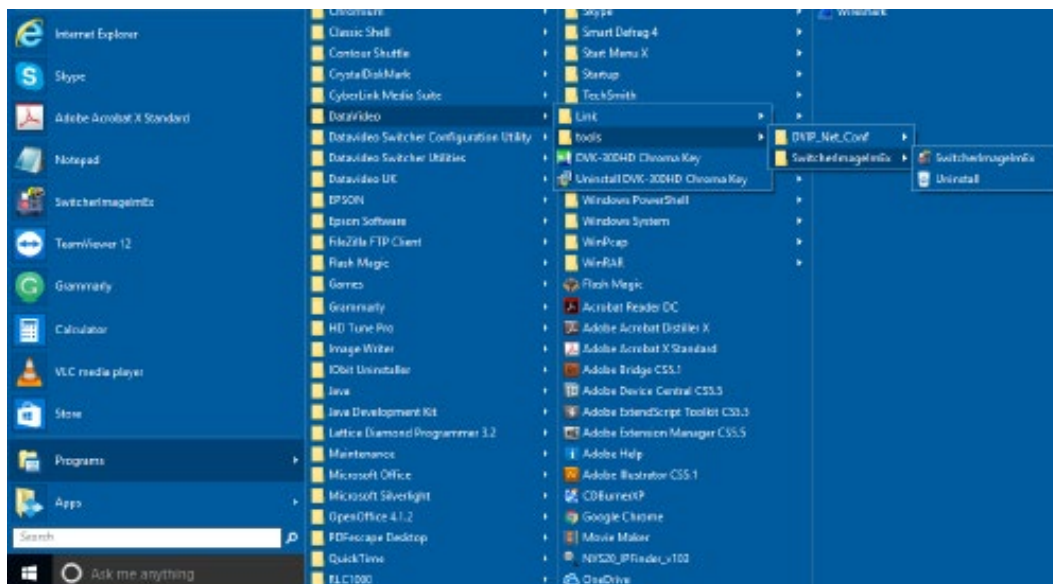 Internet Explorer
Skype
Adobe Acrobat X Standard
Notepad
SwitcherImageImEx
TeamViewer 12
Grammarly
Calculator
VLC media player
Store
Programs
Apps
Search
Ask me anything
Chromium
Classic Shell
Contour Shuttle
CrystalDiskMark
CyberLink Media Suite
DataVideo
Datavideo Switcher Configuration Utility
Datavideo Switcher Utilities
Datavideo UK
EPSON
Epson Software
FileZilla FTP Client
Flash Magic
Games
Grammarly
HD Tune Pro
Image Writer
IObit Uninstaller
Java
Java Development Kit
Lattice Diamond Programmer 3.2
Maintenance
Microsoft Office
Microsoft Silverlight
OpenOffice 4.1.2
PDFescape Desktop
QuickTime
RLC1000
Skype
Smart Defrag 4
Start Menu X
Startup
TechSmith
Link
tools
DVK-300HD Chroma Key
Uninstall DVK-300HD Chroma Key
Windows PowerShell
Windows System
WinPcap
WinRAR
Flash Magic
Acrobat Reader DC
Adobe Acrobat Distiller X
Adobe Acrobat X Standard
Adobe Bridge CS5.1
Adobe Device Central CS5.5
Adobe ExtendScript Toolkit CS5.5
Adobe Extension Manager CS5.5
Adobe Help
Adobe Illustrator CS5.1
CDBurnerXP
Google Chrome
Movie Maker
NVS20_IPFinder_v102
OneDrive
Wireshark
DVIP_Net_Conf
SwitcherImageImEx
SwitcherImageImEx
Uninstall